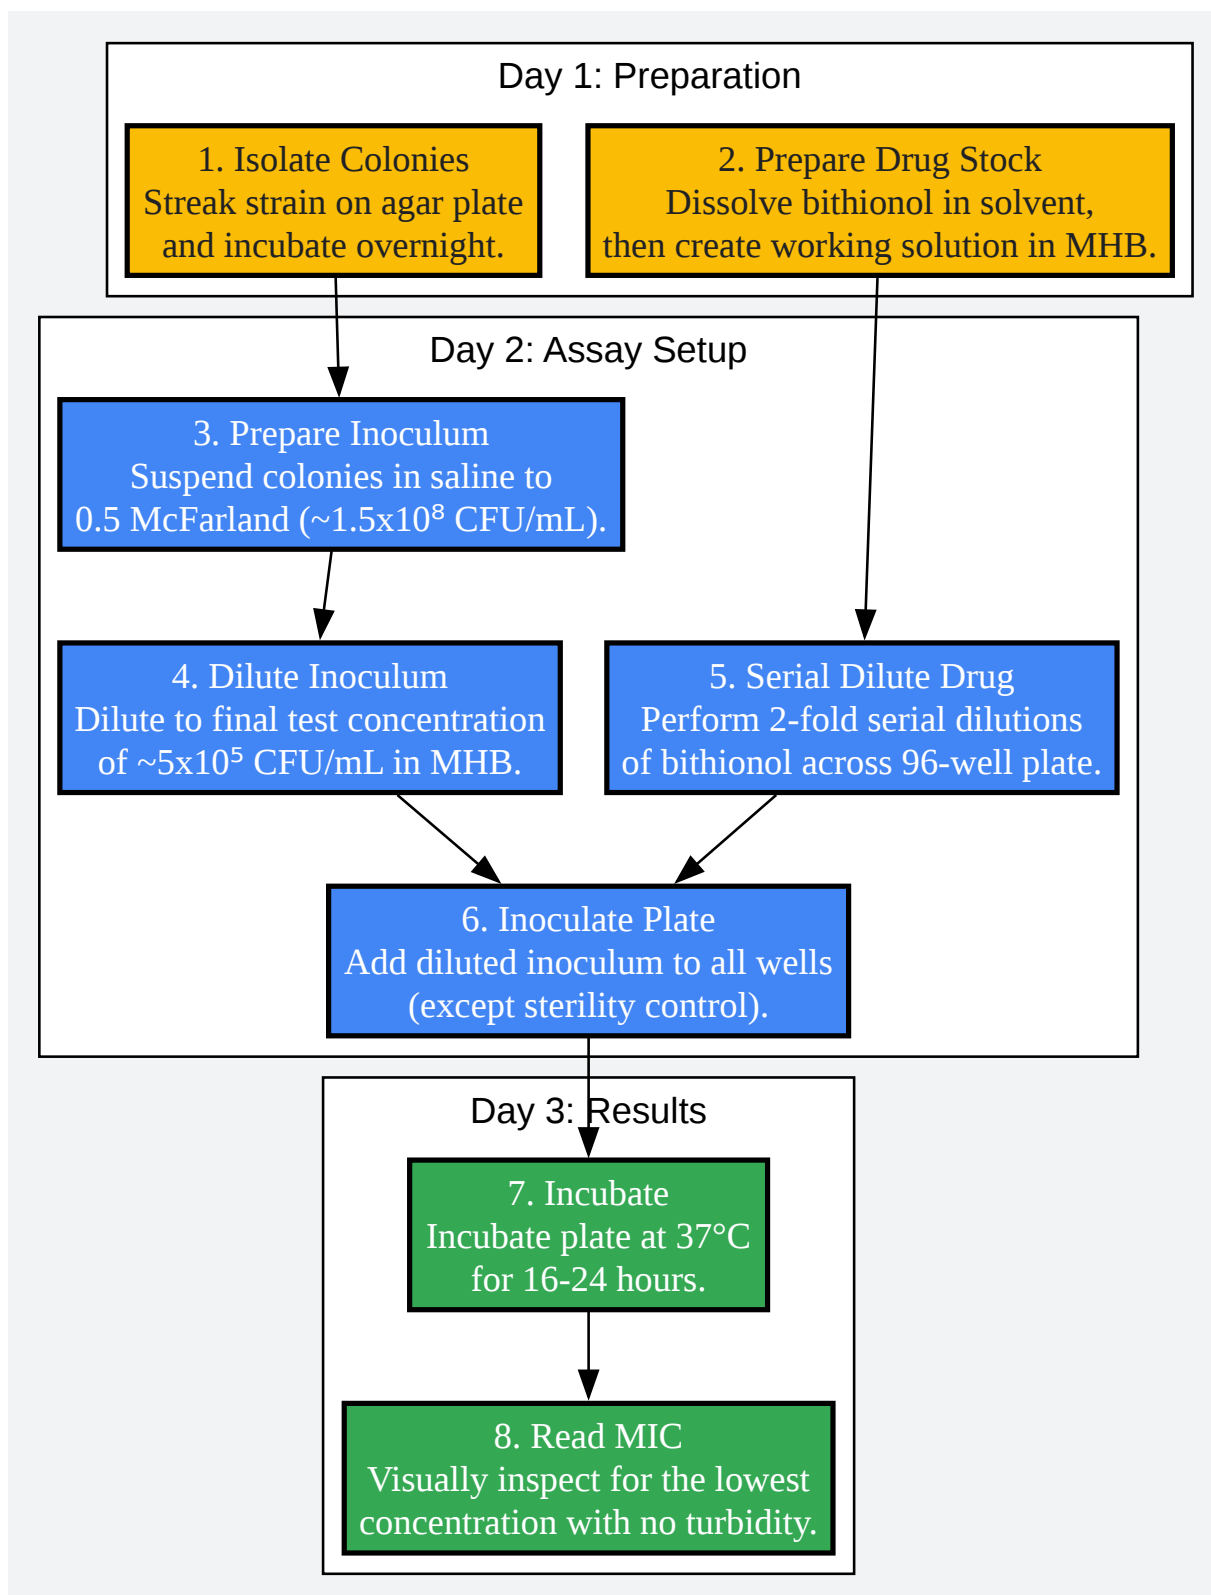 Day 1: Preparation
1. Isolate Colonies
Streak strain on agar plate
and incubate overnight.
2. Prepare Drug Stock
Dissolve bithionol in solvent,
then create working solution in MHB.
Day 2: Assay Setup
3. Prepare Inoculum
Suspend colonies in saline to
0.5 McFarland (~1.5x10⁸ CFU/mL).
4. Dilute Inoculum
Dilute to final test concentration
of ~5x10⁵ CFU/mL in MHB.
5. Serial Dilute Drug
Perform 2-fold serial dilutions
of bithionol across 96-well plate.
6. Inoculate Plate
Add diluted inoculum to all wells
(except sterility control).
Day 3: Results
7. Incubate
Incubate plate at 37°C
for 16-24 hours.
8. Read MIC
Visually inspect for the lowest
concentration with no turbidity.